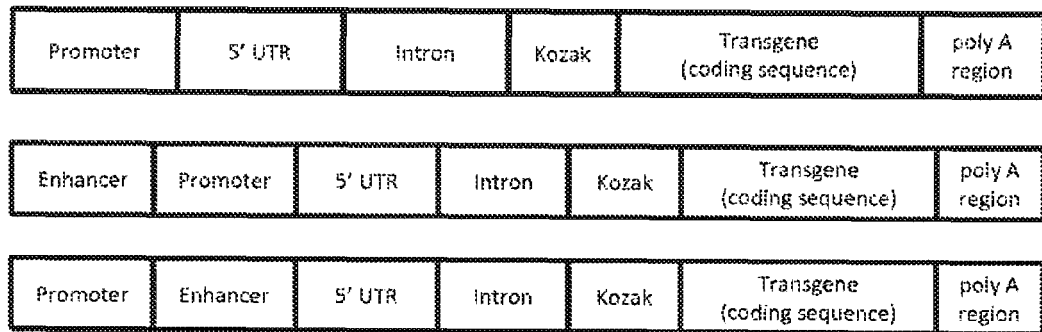 Promoter 5' UTR Intron Kozak Transgene (coding sequence) poly A region
Enhancer Promoter 5' UTR Intron Kozak Transgene (coding sequence) poly A region
Promoter Enhancer 5' UTR Intron Kozak Transgene (coding sequence) poly A region